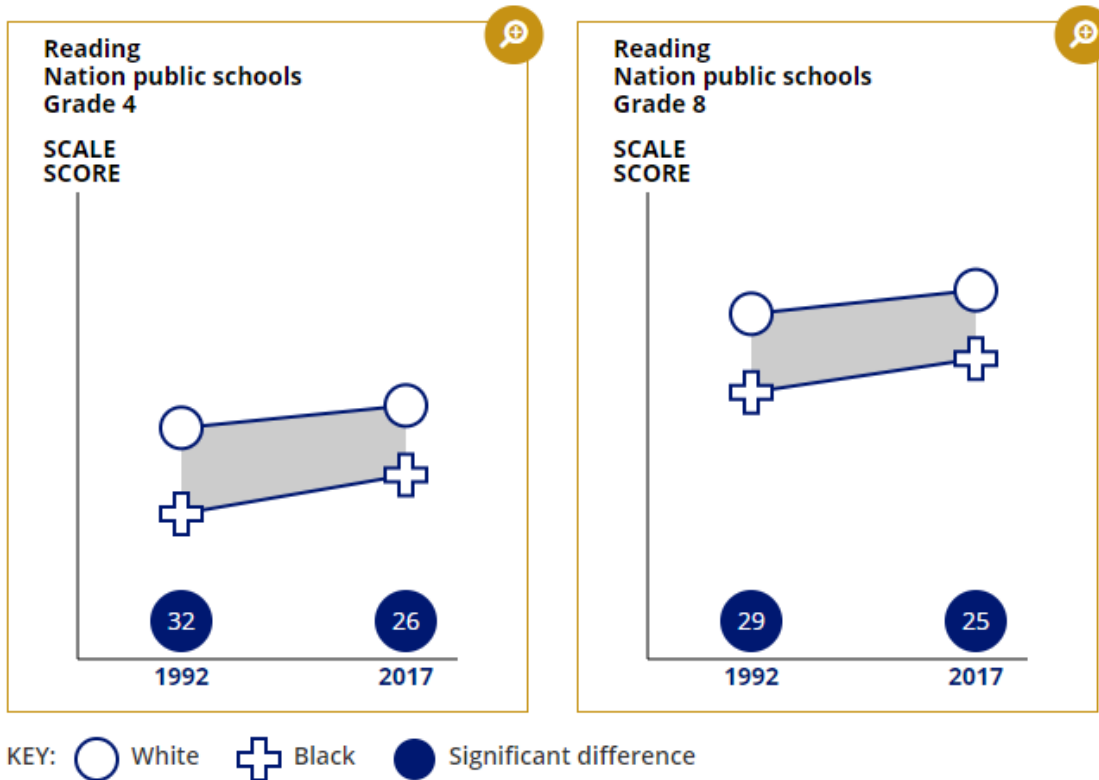 Reading
Nation public schools
Grade 4
SCALE
SCORE
32
26
1992
2017
Reading
Nation public schools
Grade 8
SCALE
SCORE
29
25
1992
2017
KEY: White Black Significant difference